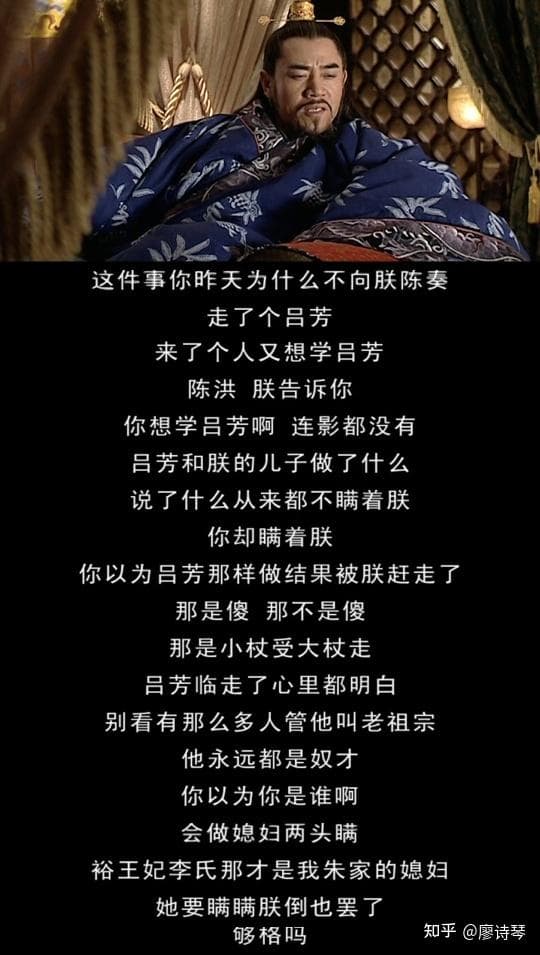 这件事你昨天为什么不向朕陈奏
走了个吕芳
来了个人又想学吕芳
陈洪 朕告诉你
你想学吕芳啊 连影都没有
吕芳和朕的儿子做了什么
说了什么从来都不瞒着朕
你却瞒着朕
你以为吕芳那样做结果被朕赶走了
那是傻 那不是傻
那是小杖受大杖走
吕芳临走了心里都明白
别看有那么多人管他叫老祖宗
他永远都是奴才
你以为你是谁啊
会做媳妇两头瞒
裕王妃李氏那才是我朱家的媳妇
她要瞒瞒朕倒也罢了
够格吗
知乎 @廖诗琴